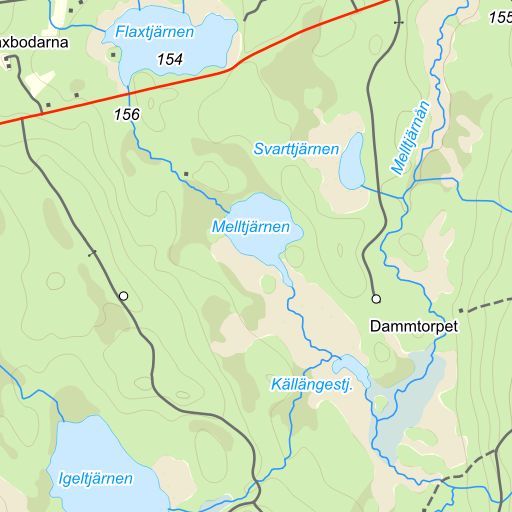 155
Flaxtjärnen
axbodarna
154
156
Melltjärnån
Svarttjärnen
Melltjärnen
Dammtorpet
Källängestj.
Igeltjärnen